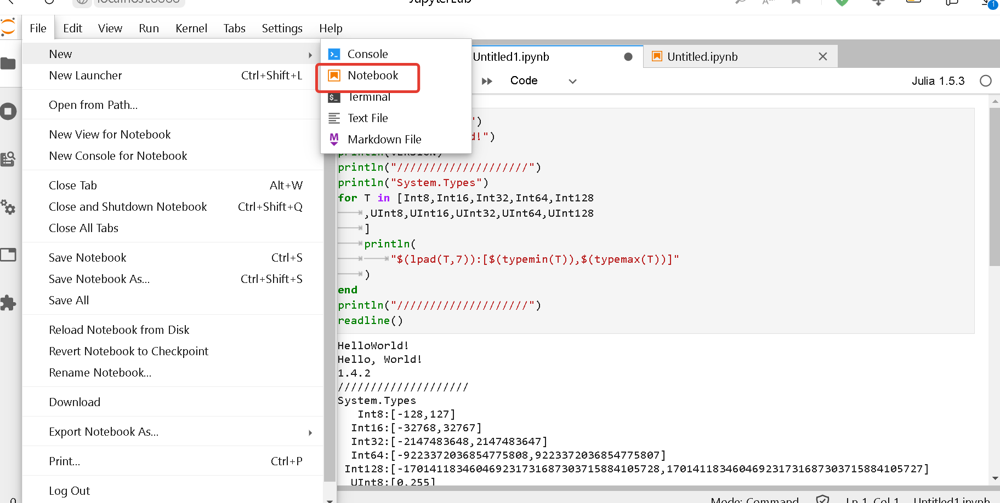 JupyterLab
File Edit View Run Kernel Tabs Settings Help
New
New Launcher Ctrl+Shift+L
Open from Path...
New View for Notebook
New Console for Notebook
Close Tab Alt+W
Close and Shutdown Notebook Ctrl+Shift+Q
Close All Tabs
Save Notebook Ctrl+S
Save Notebook As... Ctrl+Shift+S
Save All
Reload Notebook from Disk
Revert Notebook to Checkpoint
Rename Notebook...
Download
Export Notebook As...
Print... Ctrl+P
Log Out
Console
Notebook
Terminal
Text File
Markdown File
Untitled1.ipynb
Untitled.ipynb
Code
Julia 1.5.3
")
d!")
println(VERSION)
println("////////////////////")
println("System.Types")
for T in [Int8,Int16,Int32,Int64,Int128
,UInt8,UInt16,UInt32,UInt64,UInt128
]
println(
"$(lpad(T,7)):[$(typemin(T)),$(typemax(T))]"
)
end
println("////////////////////")
readline()
HelloWorld!
Hello, World!
1.4.2
////////////////////
System.Types
Int8:[-128,127]
Int16:[-32768,32767]
Int32:[-2147483648,2147483647]
Int64:[-9223372036854775808,9223372036854775807]
Int128:[-170141183460469231731687303715884105728,170141183460469231731687303715884105727]
UInt8:[0,255]
0
Mode: Command Ln 1, Col 1 Untitled1.ipynb
1